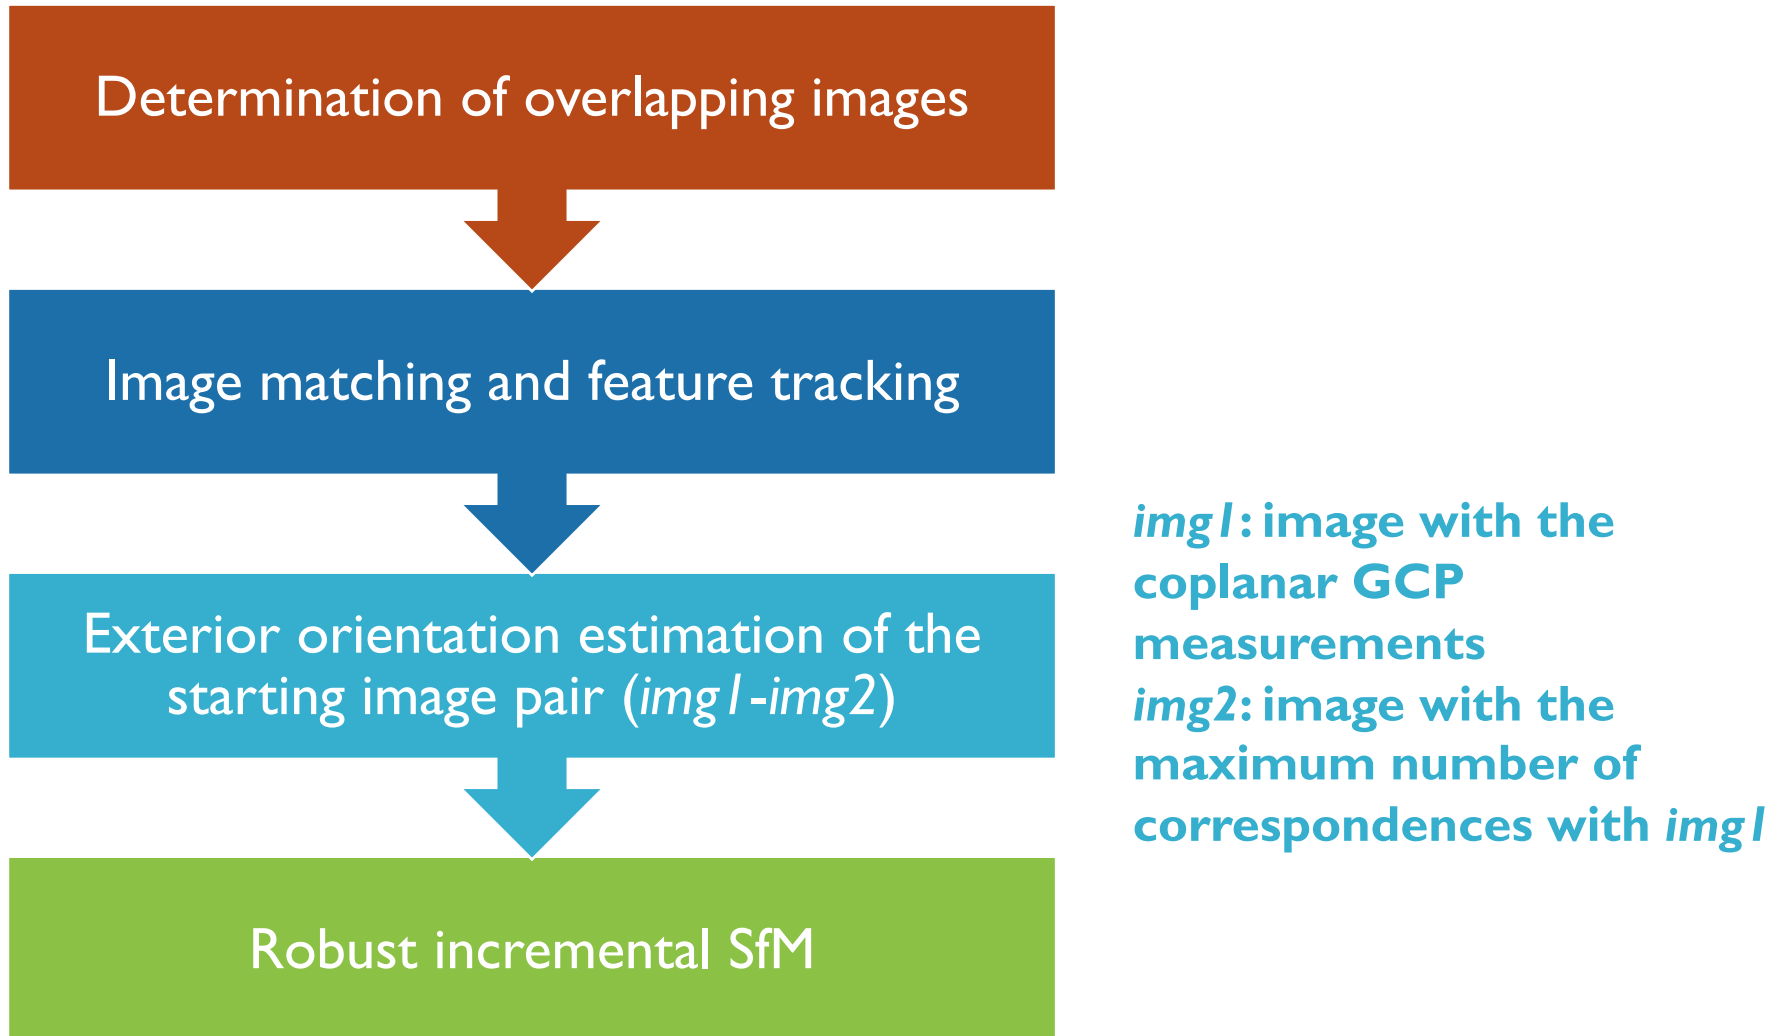 Determination of overlapping images
Image matching and feature tracking
Exterior orientation estimation of the
starting image pair (img1-img2)
Robust incremental SfM
img1: image with the
coplanar GCP
measurements
img2: image with the
maximum number of
correspondences with img1